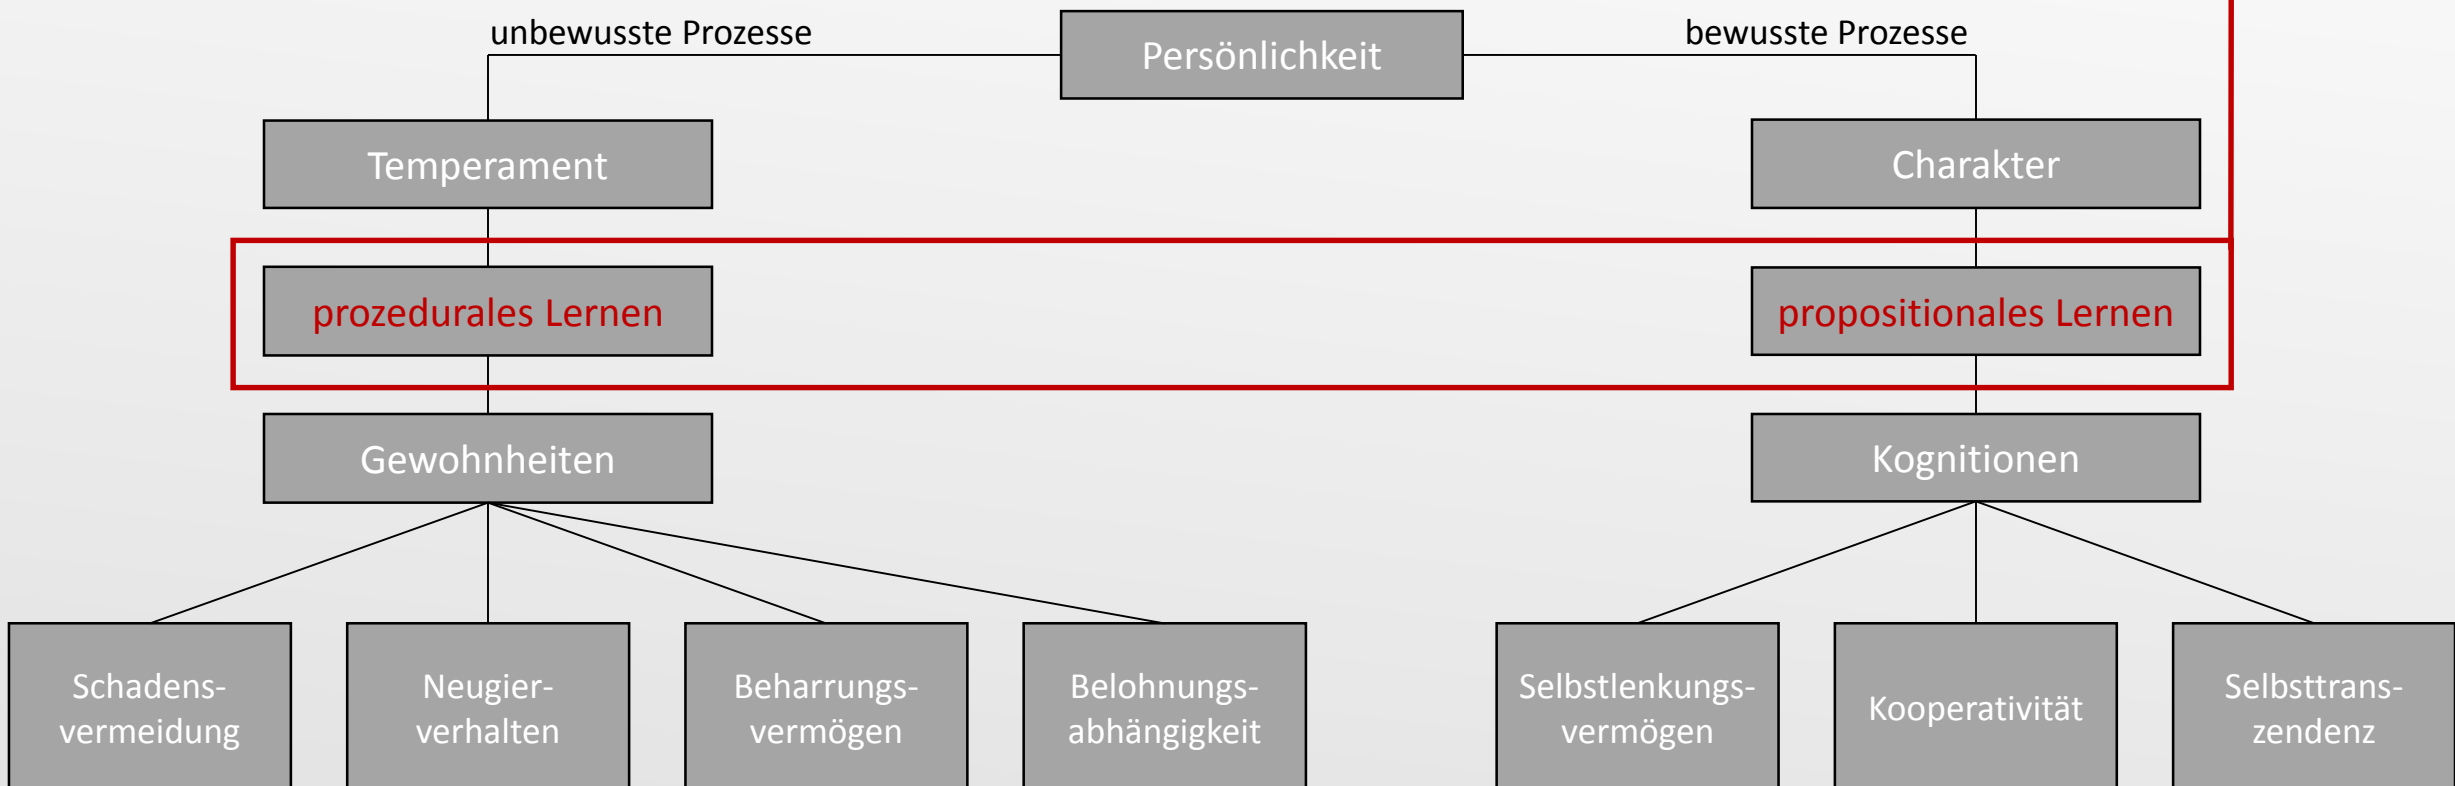 unbewusste Prozesse
Persönlichkeit
bewusste Prozesse
Temperament
Charakter
prozedurales Lernen
propositionales Lernen
Gewohnheiten
Kognitionen
Schadens-
vermeidung
Neugier-
verhalten
Beharrungs-
vermögen
Belohnungs-
abhängigkeit
Selbstlenkungs-
vermögen
Kooperativität
Selbsttrans-
zendenz